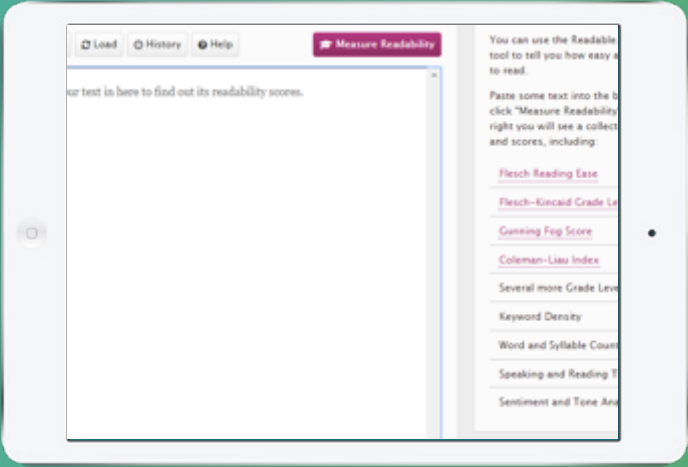 Load
History
Help
Measure Readability
ur text in here to find out its readability scores.
You can use the Readable.
tool to tell you how easy a
to read.
Paste some text into the b
click "Measure Readability"
right you will see a collect
and scores, including:
Flesch Reading Ease
Flesch-Kincaid Grade Le
Gunning Fog Score
Coleman-Liau Index
Several more Grade Leve
Keyword Density
Word and Syllable Count
Speaking and Reading T
Sentiment and Tone Ana